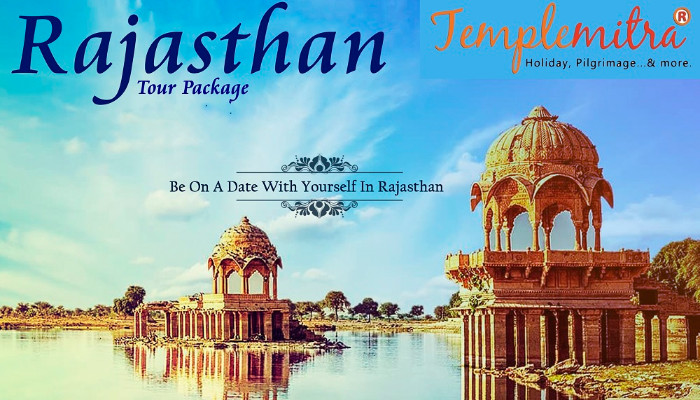 Rajasthan
Tour Package
Templemitra®
Holiday, Pilgrimage...& more.
Be On A Date With Yourself In Rajasthan